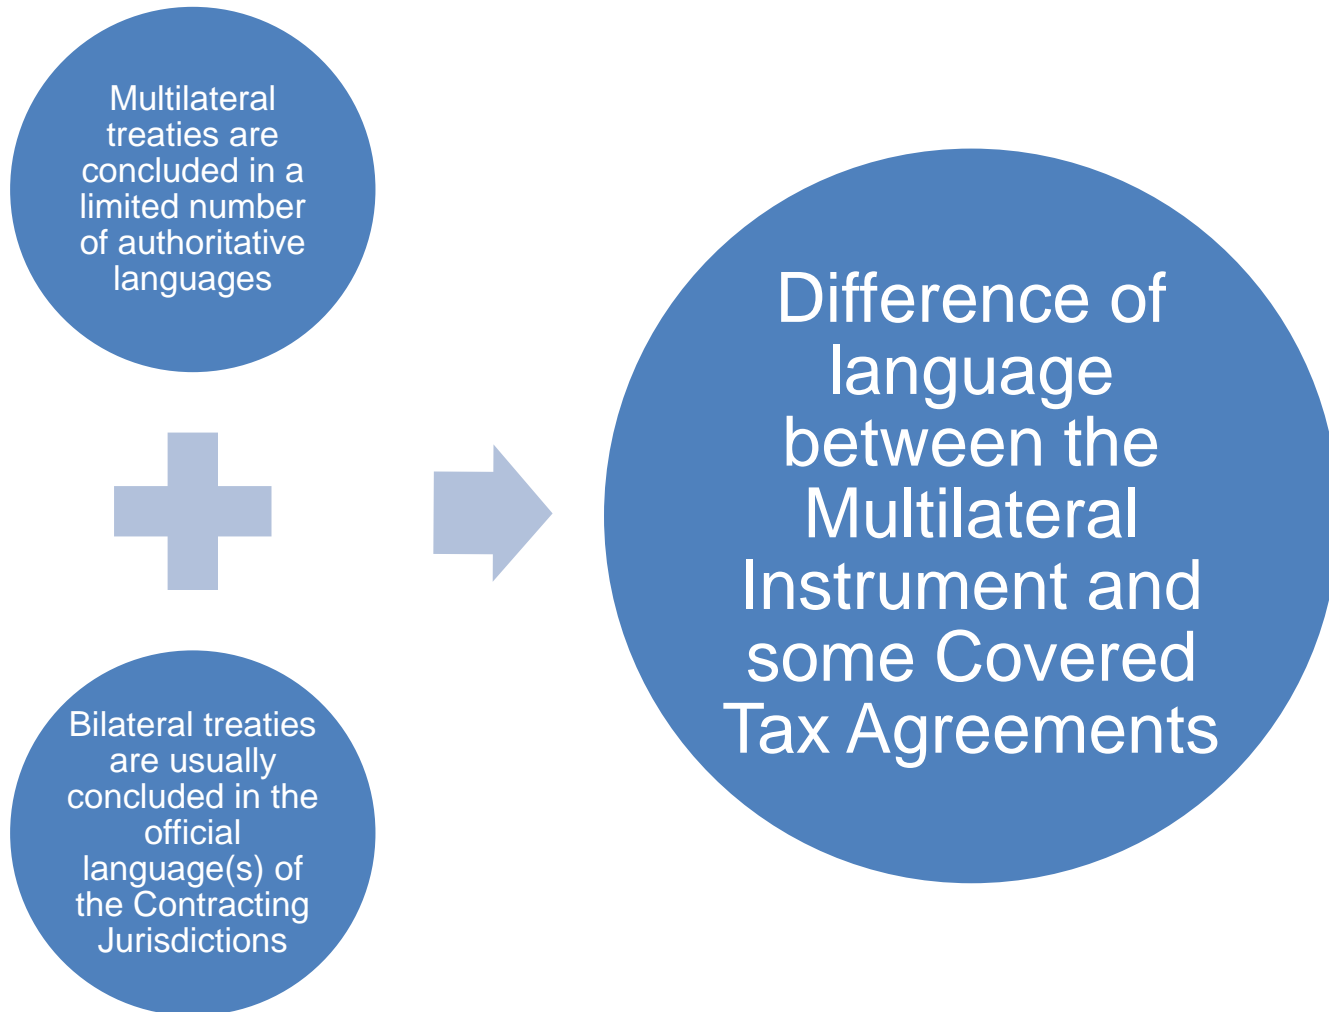 Multilateral
treaties are
concluded in a
limited number
of authoritative
languages
Bilateral treaties
are usually
concluded in the
official
language(s) of
the Contracting
Jurisdictions
Difference of
language
between the
Multilateral
Instrument and
some Covered
Tax Agreements